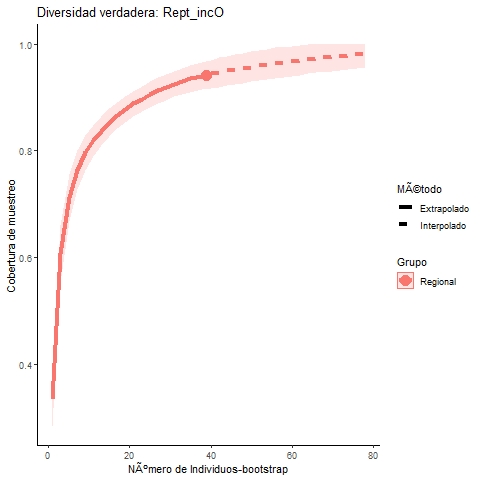 Diversidad verdadera: Rept_incO
1.0
0.8
0.6
0.4
Cobertura de muestreo
0
20
40
60
80
NÃºmero de Individuos-bootstrap
MÃ©todo
Extrapolado
Interpolado
Grupo
Regional